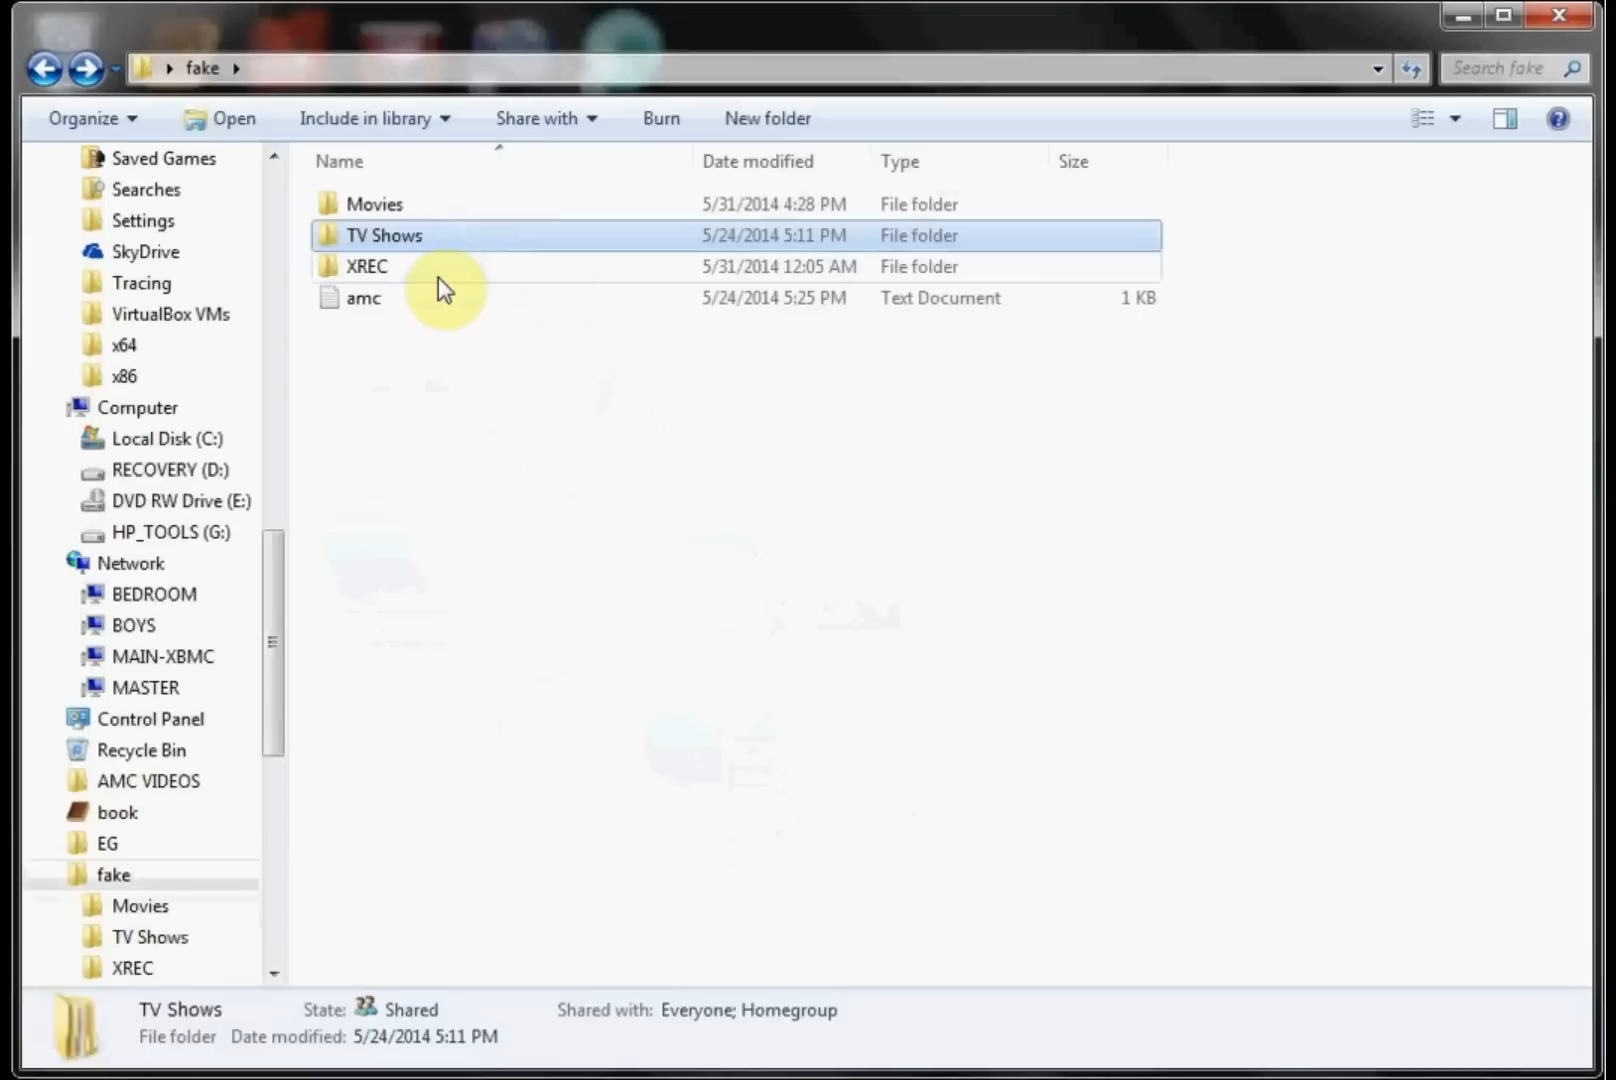 fake
Search fake
Organize Open Include in library Share with Burn New folder
Name Date modified Type Size
Movies 5/31/2014 4:28 PM File folder
TV Shows 5/24/2014 5:11 PM File folder
XREC 5/31/2014 12:05 AM File folder
amc 5/24/2014 5:25 PM Text Document 1 KB
Saved Games
Searches
Settings
SkyDrive
Tracing
VirtualBox VMs
x64
x86
Computer
Local Disk (C:)
RECOVERY (D:)
DVD RW Drive (E:)
HP_TOOLS (G:)
Network
BEDROOM
BOYS
MAIN-XBMC
MASTER
Control Panel
Recycle Bin
AMC VIDEOS
book
EG
fake
Movies
TV Shows
XREC
TV Shows State: Shared Shared with: Everyone; Homegroup
File folder Date modified: 5/24/2014 5:11 PM